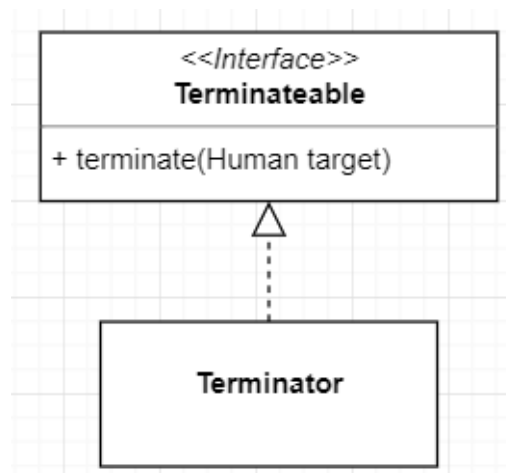 <<Interface>>
Terminateable
+ terminate(Human target)
Terminator